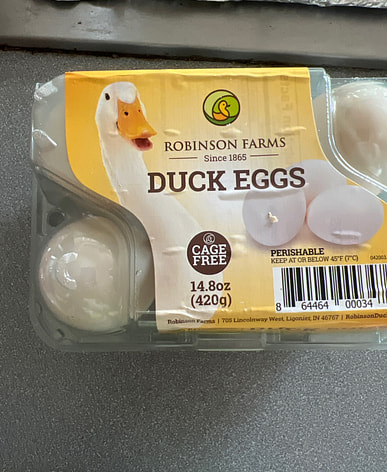 ROBINSON FARMS
Since 1865
DUCK EGGS
CAGE
FREE
14.8oz
(420g)
PERISHABLE
KEEP AT OR BELOW 45°F (7°C)
8 64464 00034
Robinson Farms | 705 Lincolnway West, Ligonier, IN 46767 | RobinsonDuc